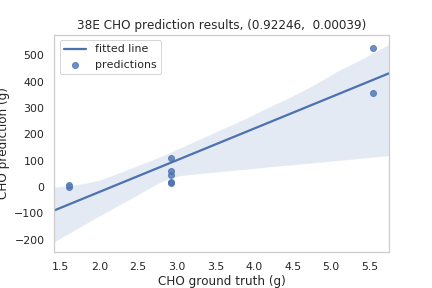 38E CHO prediction results, (0.92246, 0.00039)
fitted line
predictions
CHO prediction (g)
500
400
300
200
100
0
−100
−200
1.5 2.0 2.5 3.0 3.5 4.0 4.5 5.0 5.5
CHO ground truth (g)